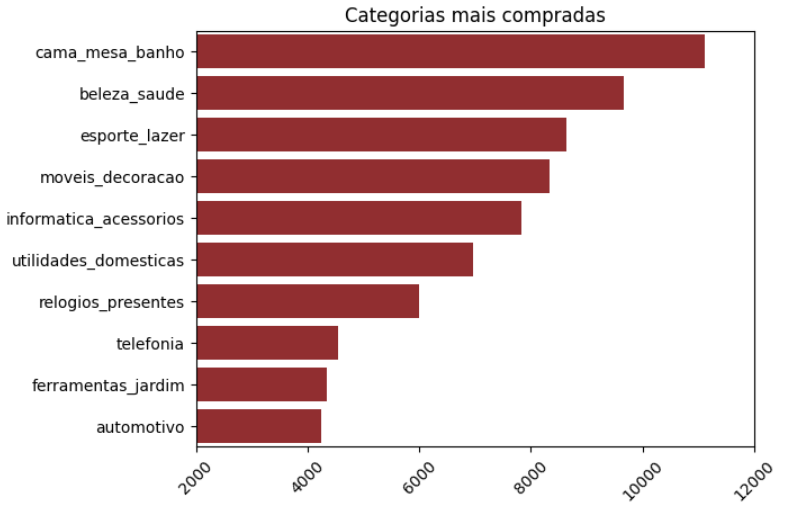 Categorias mais compradas
cama_mesa_banho
beleza_saude
esporte_lazer
moveis_decoracao
informatica_acessorios
utilidades_domesticas
relogios_presentes
telefonia
ferramentas_jardim
automotivo
2000 4000 6000 8000 10000 12000